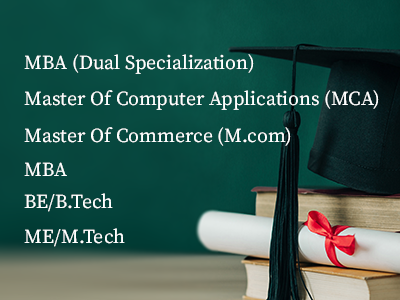 MBA (Dual Specialization)
Master Of Computer Applications (MCA)
Master Of Commerce (M.com)
MBA
BE/B.Tech
ME/M.Tech